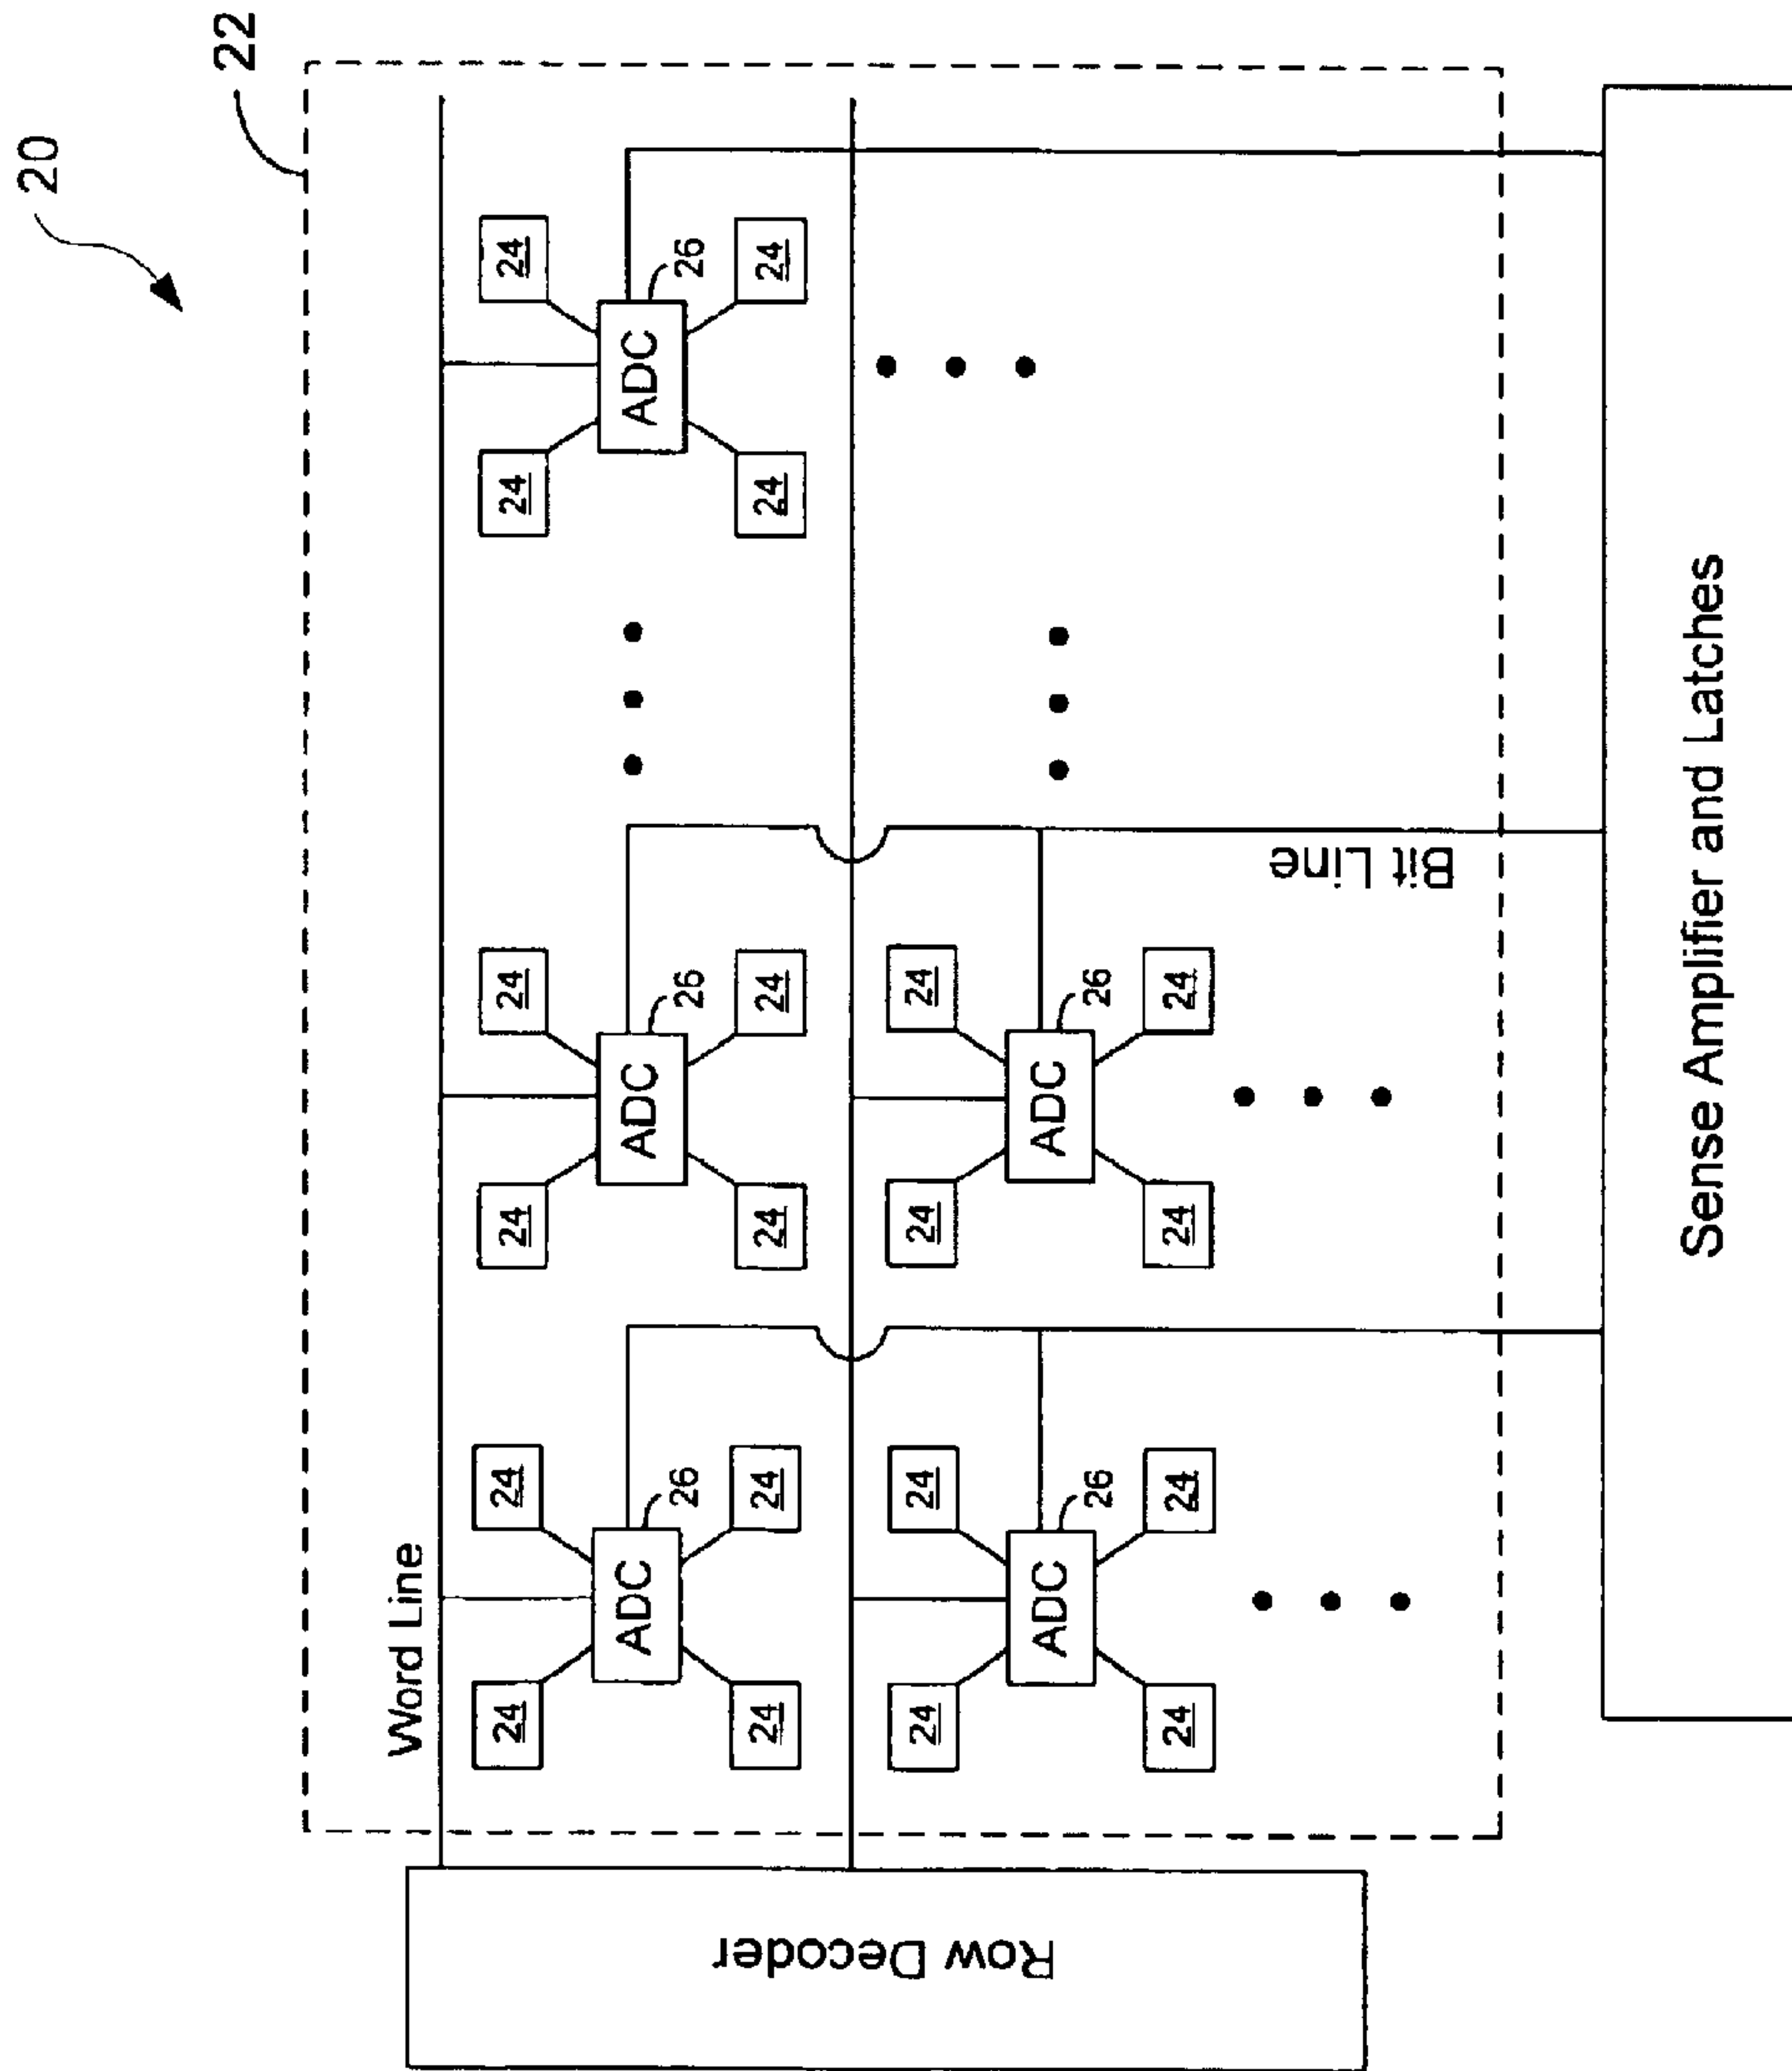 20
22
Word Line
24 24 24 24 24 24
ADC 26 ADC 26 ADC 26
24 24 24 24 24 24
Row Decoder
24 24 24 24
ADC 26 ADC 26
24 24 24 24
Bit Line
Sense Amplifier and Latches